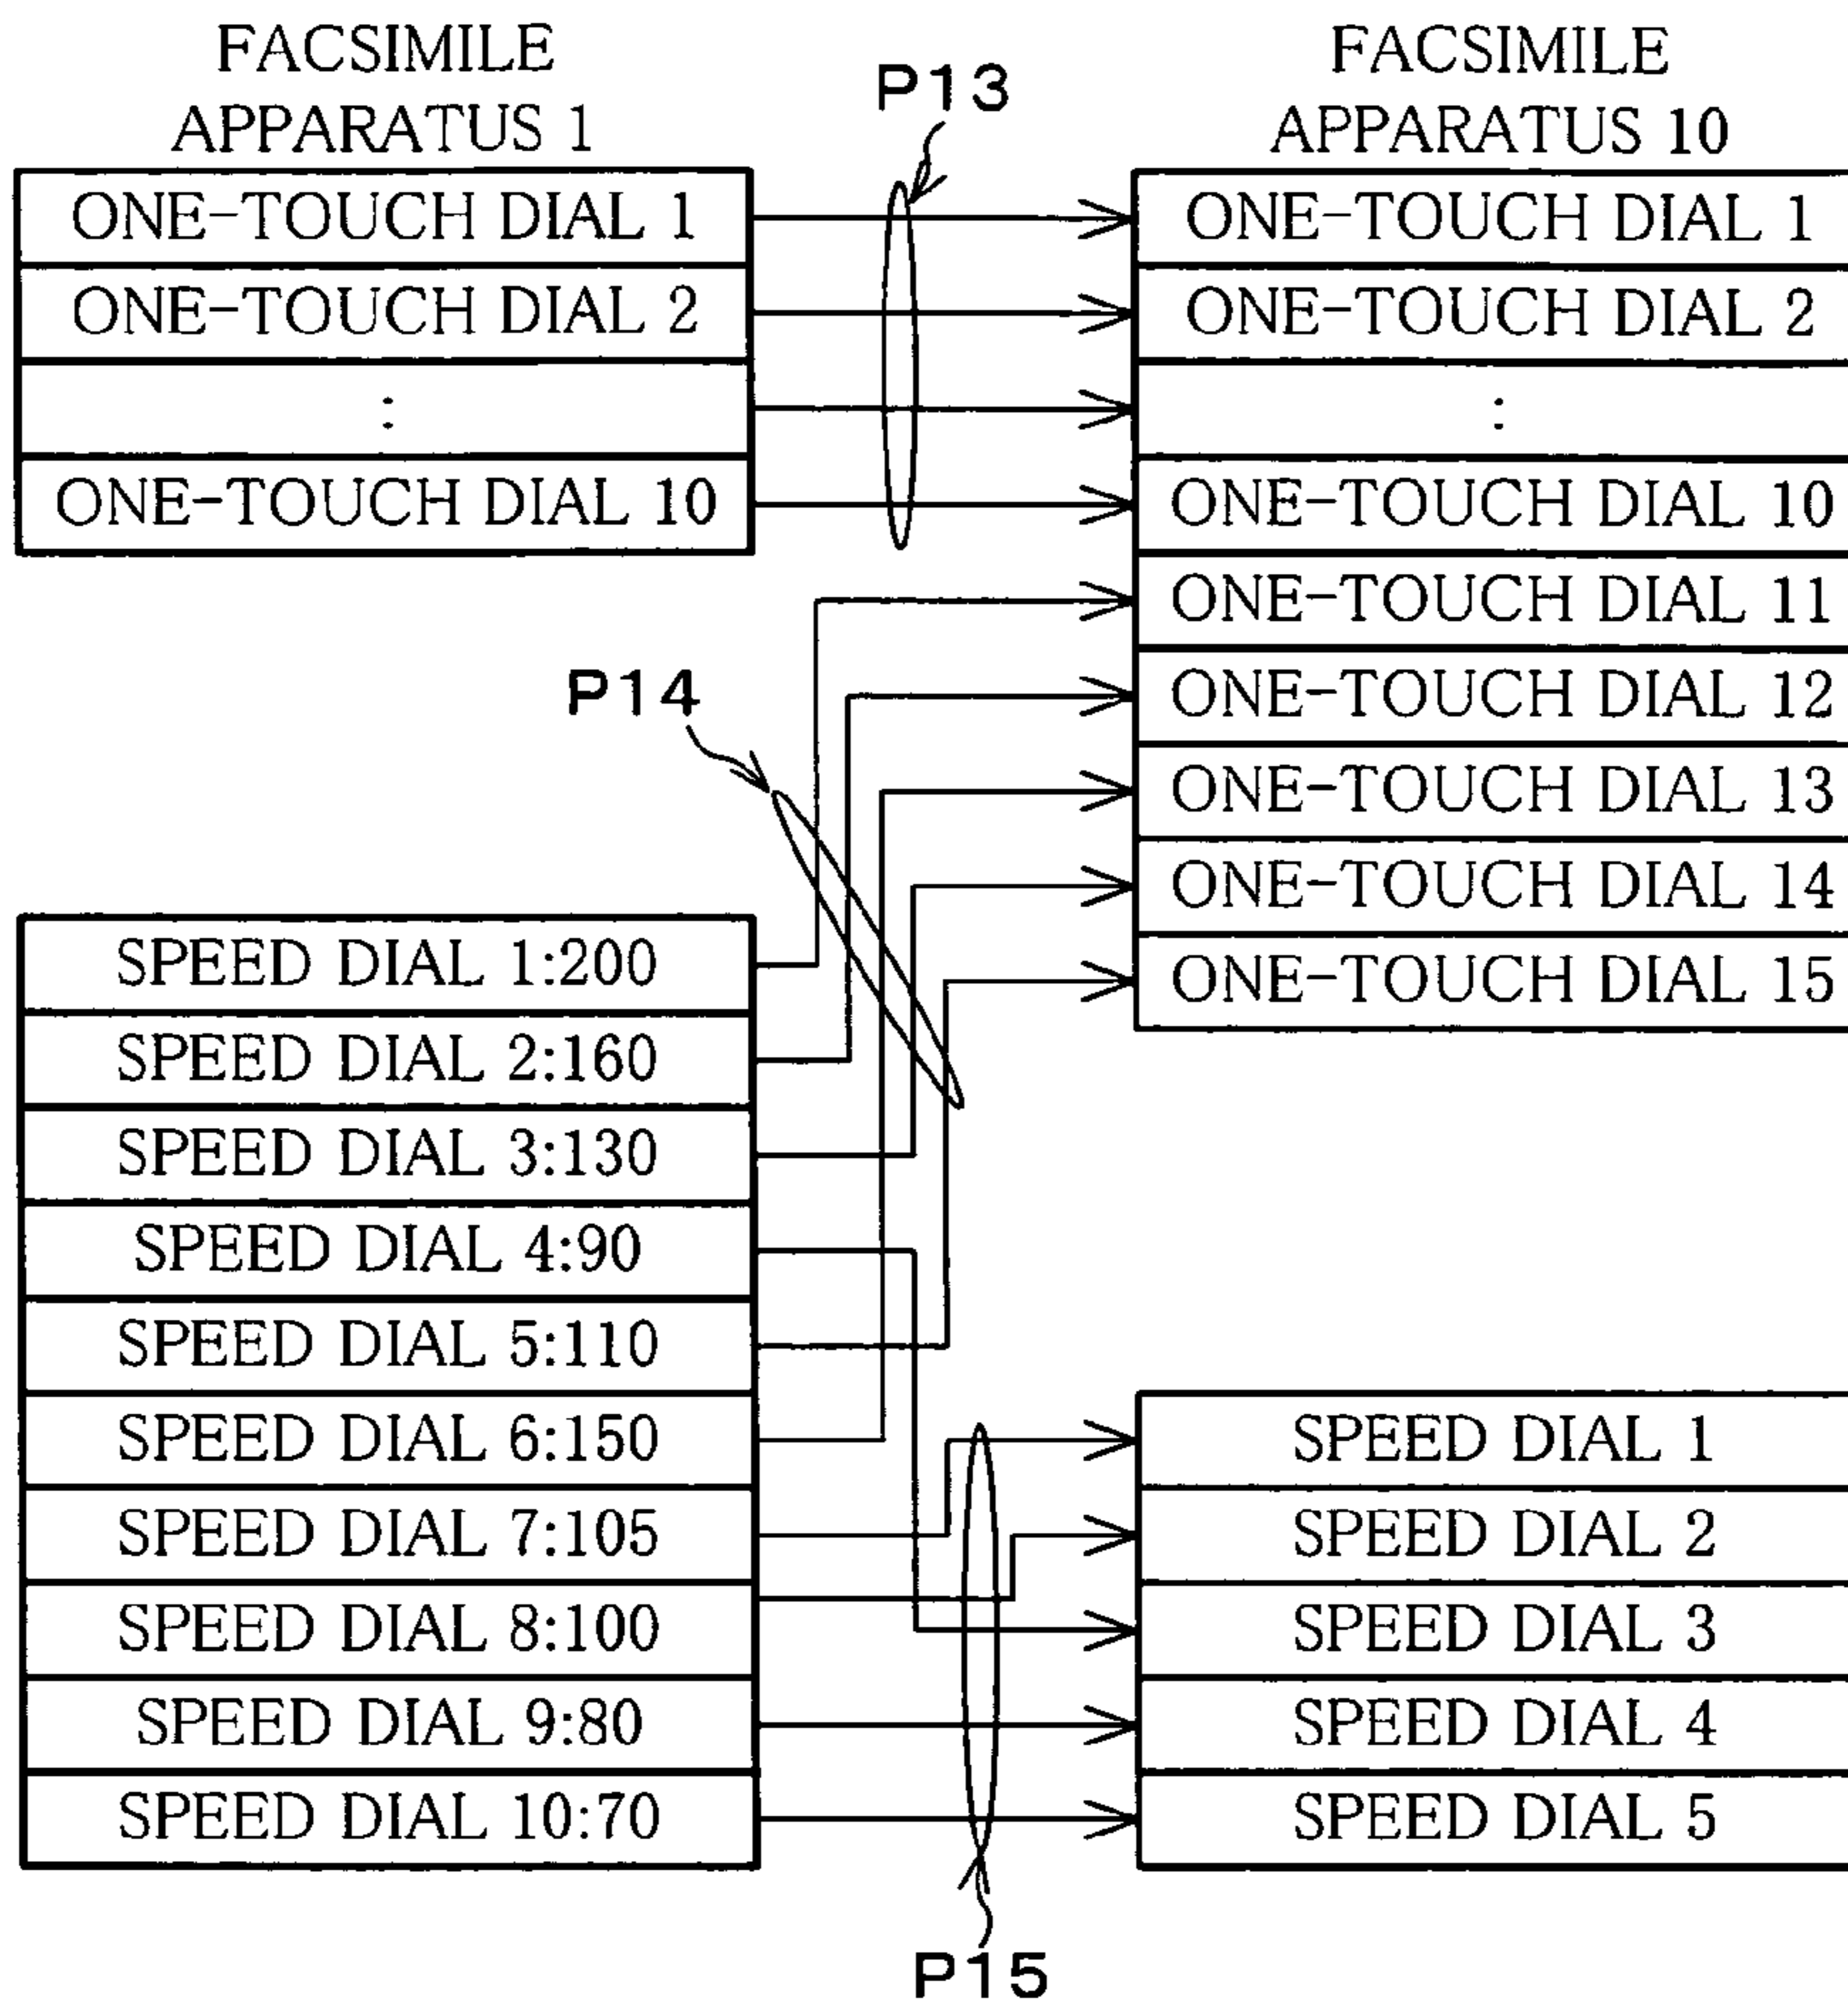 FACSIMILE
APPARATUS 1
ONE-TOUCH DIAL 1
ONE-TOUCH DIAL 2
:
ONE-TOUCH DIAL 10
P13
FACSIMILE
APPARATUS 10
ONE-TOUCH DIAL 1
ONE-TOUCH DIAL 2
:
ONE-TOUCH DIAL 10
ONE-TOUCH DIAL 11
ONE-TOUCH DIAL 12
ONE-TOUCH DIAL 13
ONE-TOUCH DIAL 14
ONE-TOUCH DIAL 15
P14
SPEED DIAL 1:200
SPEED DIAL 2:160
SPEED DIAL 3:130
SPEED DIAL 4:90
SPEED DIAL 5:110
SPEED DIAL 6:150
SPEED DIAL 7:105
SPEED DIAL 8:100
SPEED DIAL 9:80
SPEED DIAL 10:70
SPEED DIAL 1
SPEED DIAL 2
SPEED DIAL 3
SPEED DIAL 4
SPEED DIAL 5
P15